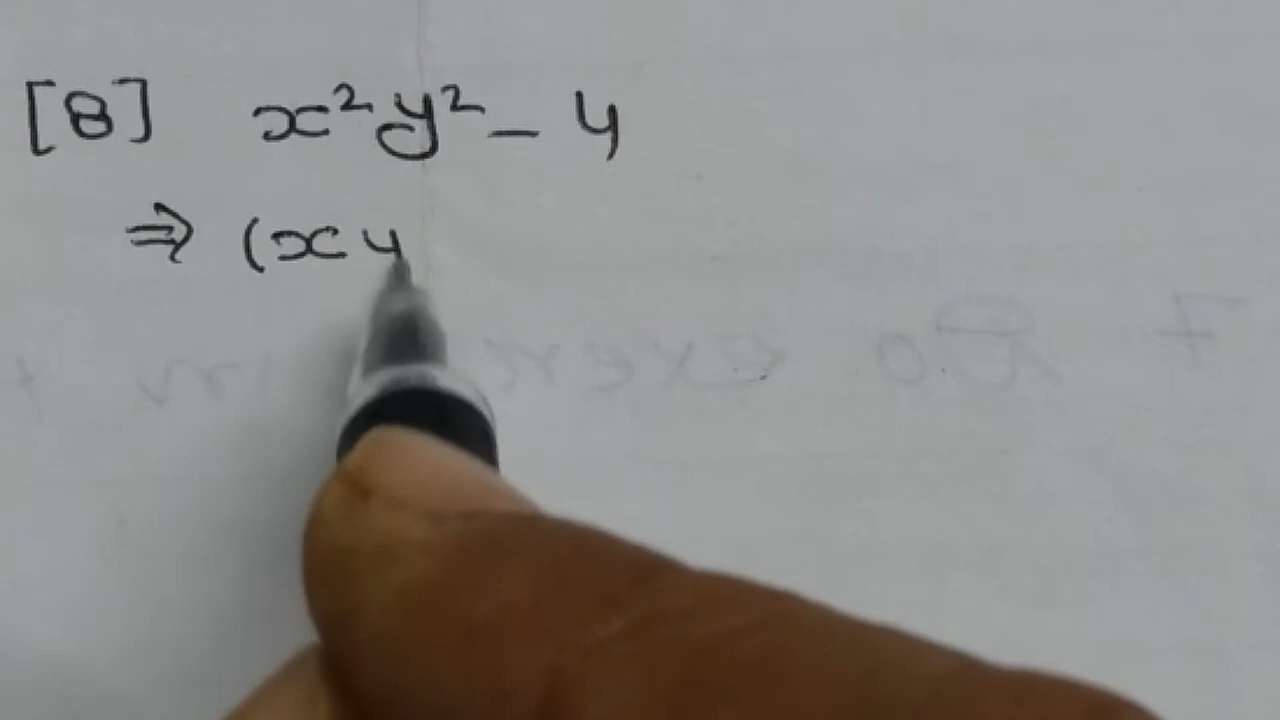 [8] x²y² - 4
⇒ (xy